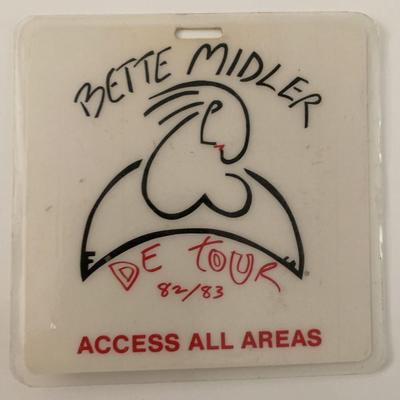 BETTE MIDLER
DE TOUR
82/83
ACCESS ALL AREAS